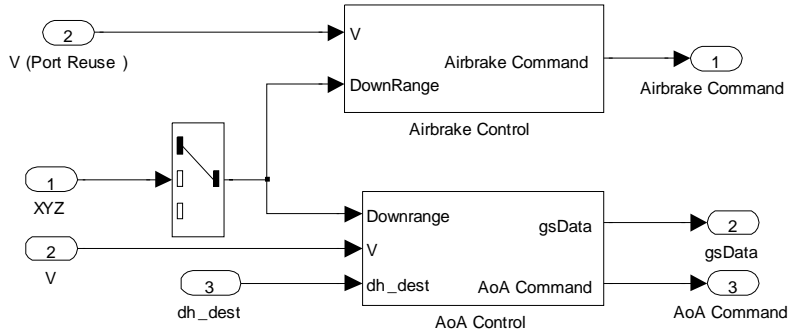 2
V (Port Reuse )
V
DownRange
Airbrake Command
Airbrake Control
1
Airbrake Command
1
XYZ
2
V
3
dh_dest
Downrange
V
dh_dest
gsData
AoA Command
AoA Control
2
gsData
3
AoA Command